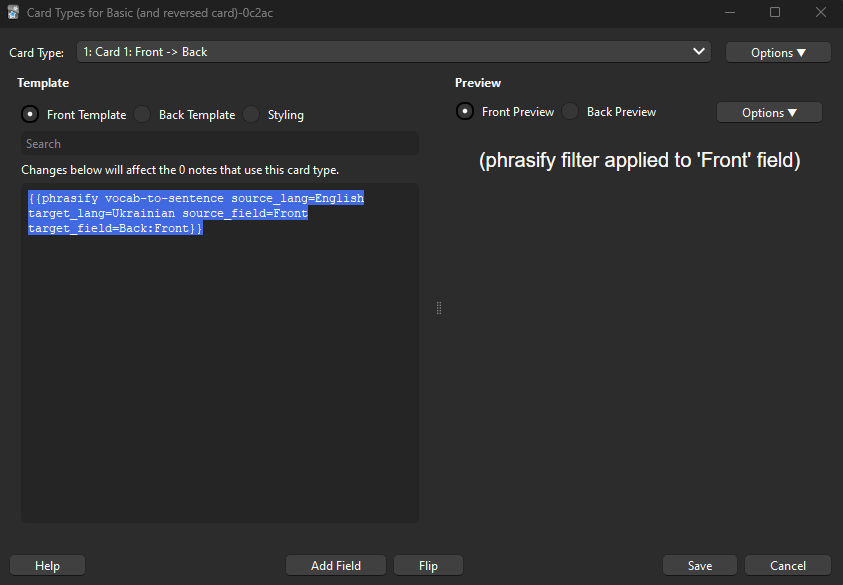 Card Types for Basic (and reversed card)-0c2ac
Card Type: 1: Card 1: Front -> Back Options ▼
Template
Front Template Back Template Styling
Search
Changes below will affect the 0 notes that use this card type.
{{phrasify vocab-to-sentence source_lang=English
target_lang=Ukrainian source_field=Front
target_field=Back:Front}}
Preview
Front Preview Back Preview Options ▼
(phrasify filter applied to 'Front' field)
Help Add Field Flip Save Cancel